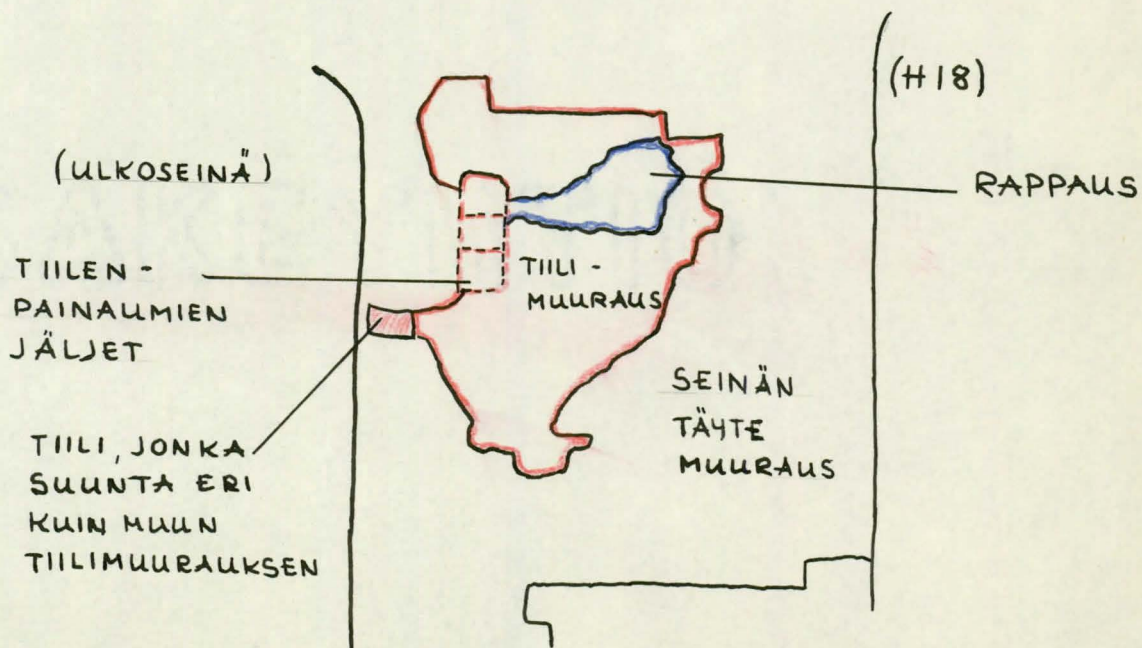 (H18)
(ULKOSEINÄ)
RAPPAUS
TIILEN-
PAINAUMIEN
JÄLJET
TIILI-
MUURAUS
SEINÄN
TÄYTE
MUURAUS
TIILI, JONKA
SUUNTA ERI
KUIN MUUN
TIILIMUURAUKSEN